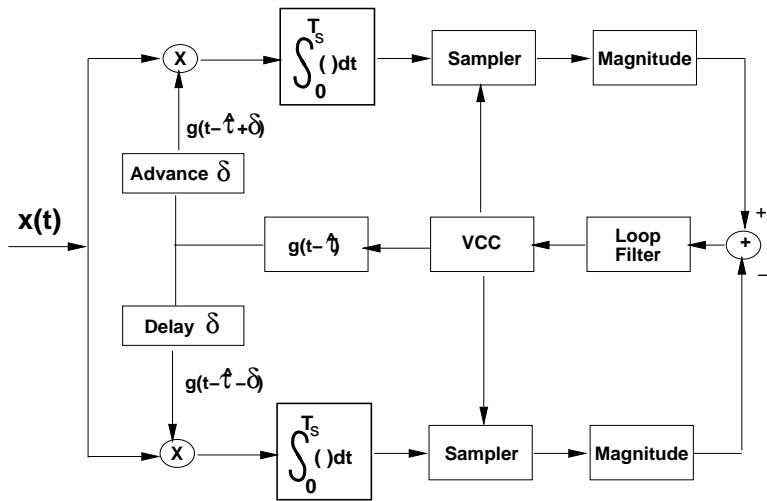 X
T_S
∫ ( ) dt
0
Sampler
Magnitude
g(t-τ̂+δ)
Advance δ
+
x(t)
g(t-τ̂)
VCC
Loop
Filter
+
−
Delay δ
g(t-τ̂-δ)
X
T_S
∫ ( ) dt
0
Sampler
Magnitude